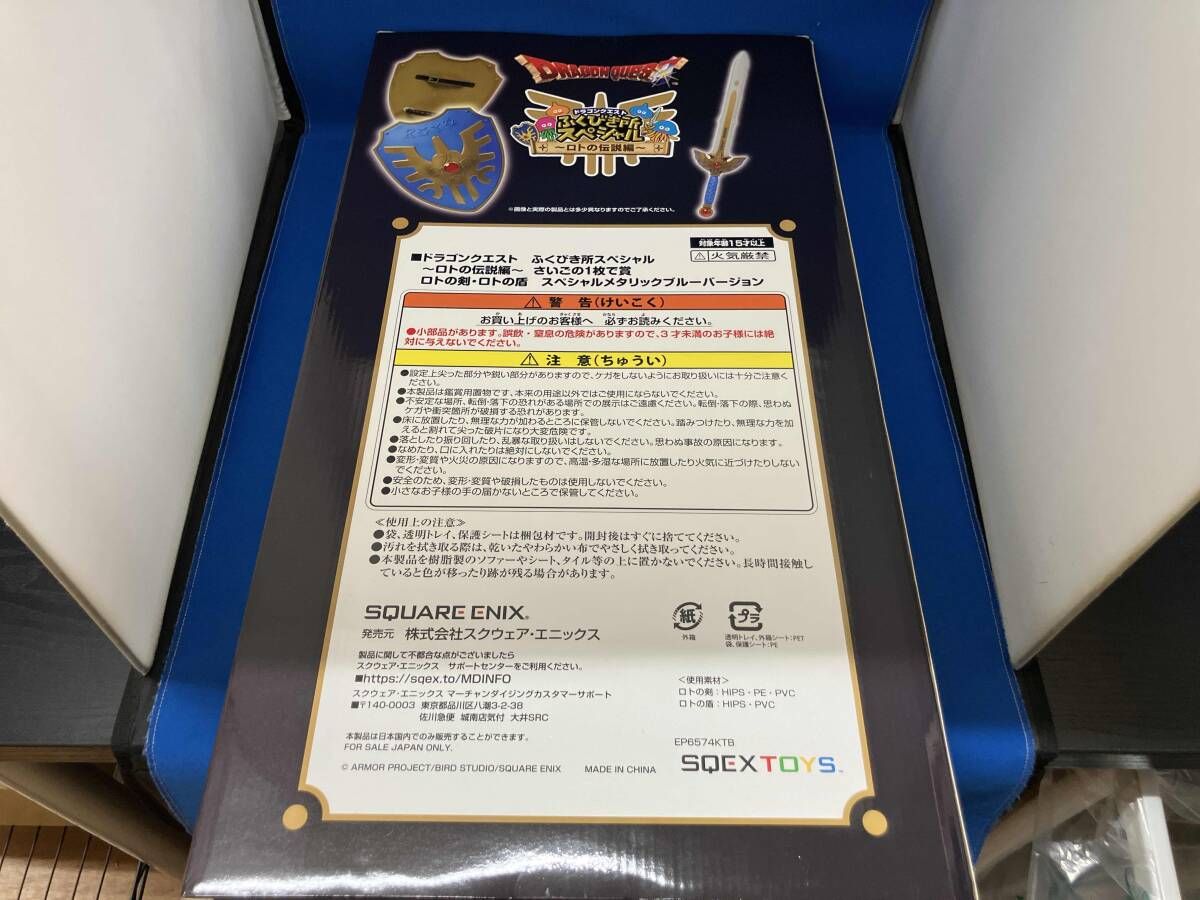 DRAGON QUEST
ドラゴンクエスト
ふくびき所
スペシャル
～ロトの伝説編～
※画像と実際の製品とは多少異なりますのでご了承ください。
対象年齢15才以上
⚠火気厳禁
■ドラゴンクエスト ふくびき所スペシャル
～ロトの伝説編～ さいごの1枚で賞
ロトの剣・ロトの盾 スペシャルメタリックブルーバージョン
⚠ 警 告(けいこく)
お買い上げのお客様へ 必ずお読みください。
●小部品があります。誤飲・窒息の危険がありますので、3才未満のお子様には絶
対に与えないでください。
⚠ 注 意(ちゅうい)
●設定上尖った部分や鋭い部分がありますので、ケガをしないようにお取り扱いには十分ご注意く
ださい。
●本製品は鑑賞用置物です、本来の用途以外ではご使用にならないでください。
●不安定な場所、転倒・落下の恐れがある場所での展示はご遠慮ください。転倒・落下の際、思わぬ
ケガや衝突箇所が破損する恐れがあります。
●床に放置したり、無理な力が加わるところに保管しないでください。踏みつけたり、無理な力を加
えると割れて尖った破片になり大変危険です。
●落としたり振り回したり、乱暴な取り扱いはしないでください。思わぬ事故の原因になります。
●なめたり、口に入れたりは絶対にしないでください。
●変形・変質や火災の原因になりますので、高温・多湿な場所に放置したり火気に近づけたりしない
でください。
●安全のため、変形・変質や破損したものは使用しないでください。
●小さなお子様の手の届かないところで保管してください。
≪使用上の注意≫
●袋、透明トレイ、保護シートは梱包材です。開封後はすぐに捨ててください。
●汚れを拭き取る際は、乾いたやわらかい布でやさしく拭き取ってください。
●本製品を樹脂製のソファーやシート、タイル等の上に置かないでください。長時間接触し
ていると色が移ったり跡が残る場合があります。
SQUARE ENIX®
発売元 株式会社スクウェア・エニックス
紙
外箱
プラ
透明トレイ、外箱シート:PET
袋、保護シート:PE
製品に関して不都合な点がございましたら
スクウェア・エニックス サポートセンターをご利用ください。
■https://sqex.to/MDINFO
スクウェア・エニックス マーチャンダイジングカスタマーサポート
■〒140-0003 東京都品川区八潮3-2-38
佐川急便 城南店気付 大井SRC
<使用素材>
ロトの剣:HIPS・PE・PVC
ロトの盾:HIPS・PVC
本製品は日本国内でのみ販売することができます。
FOR SALE JAPAN ONLY.
EP6574KTB
© ARMOR PROJECT/BIRD STUDIO/SQUARE ENIX MADE IN CHINA
SQEX TOYS™